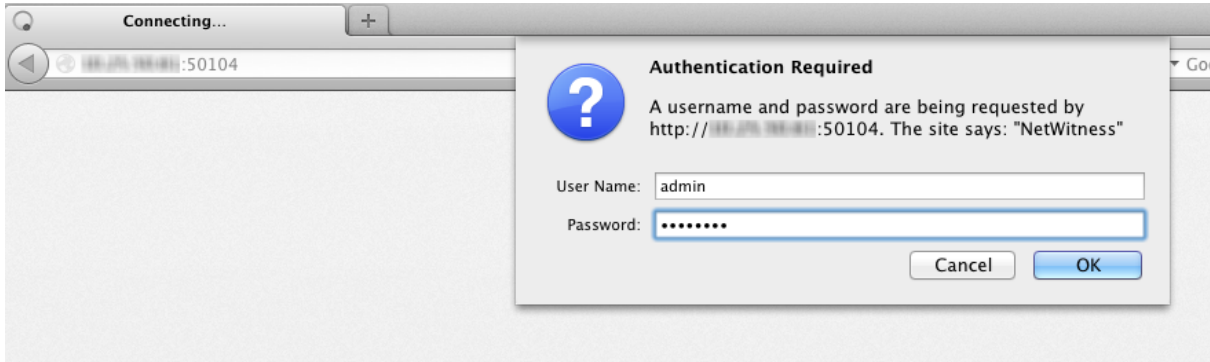 Connecting...
:50104
Go
Authentication Required
A username and password are being requested by
http:// :50104. The site says: "NetWitness"
User Name: admin
Password: ••••••••
Cancel OK